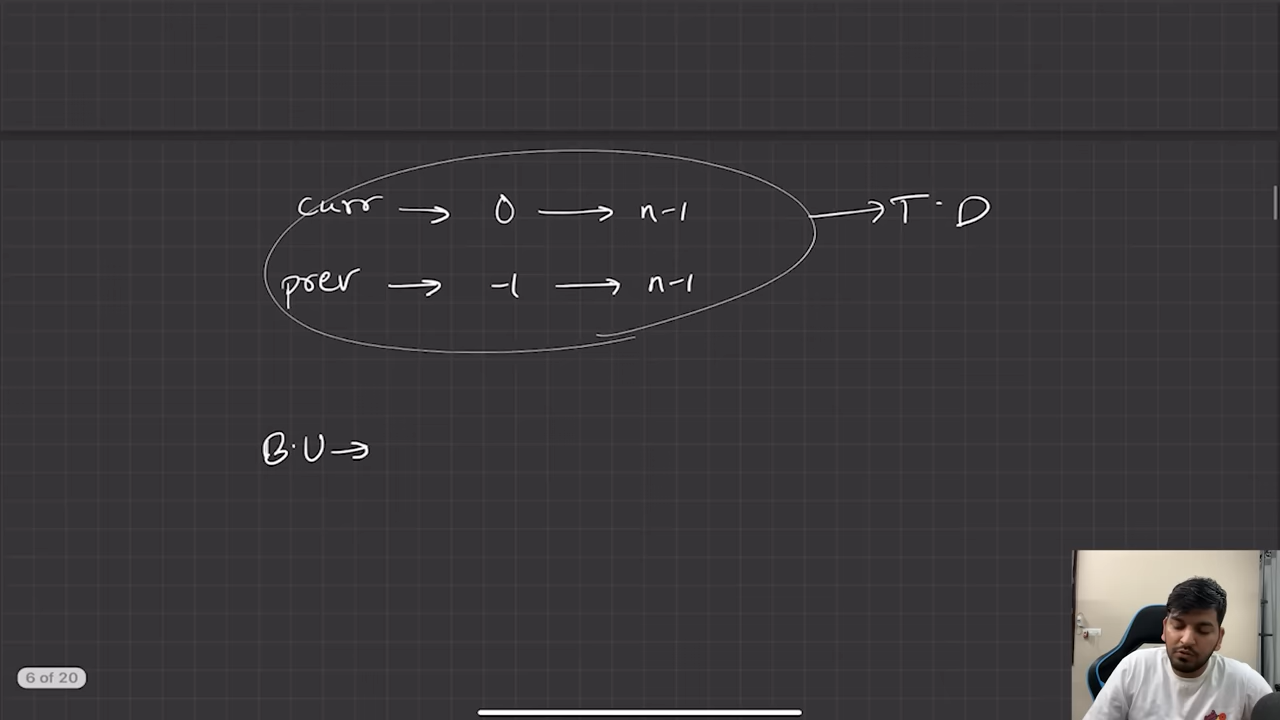 curr → 0 → n-1 → T·D
prev → -1 → n-1
B·U →
6 of 20